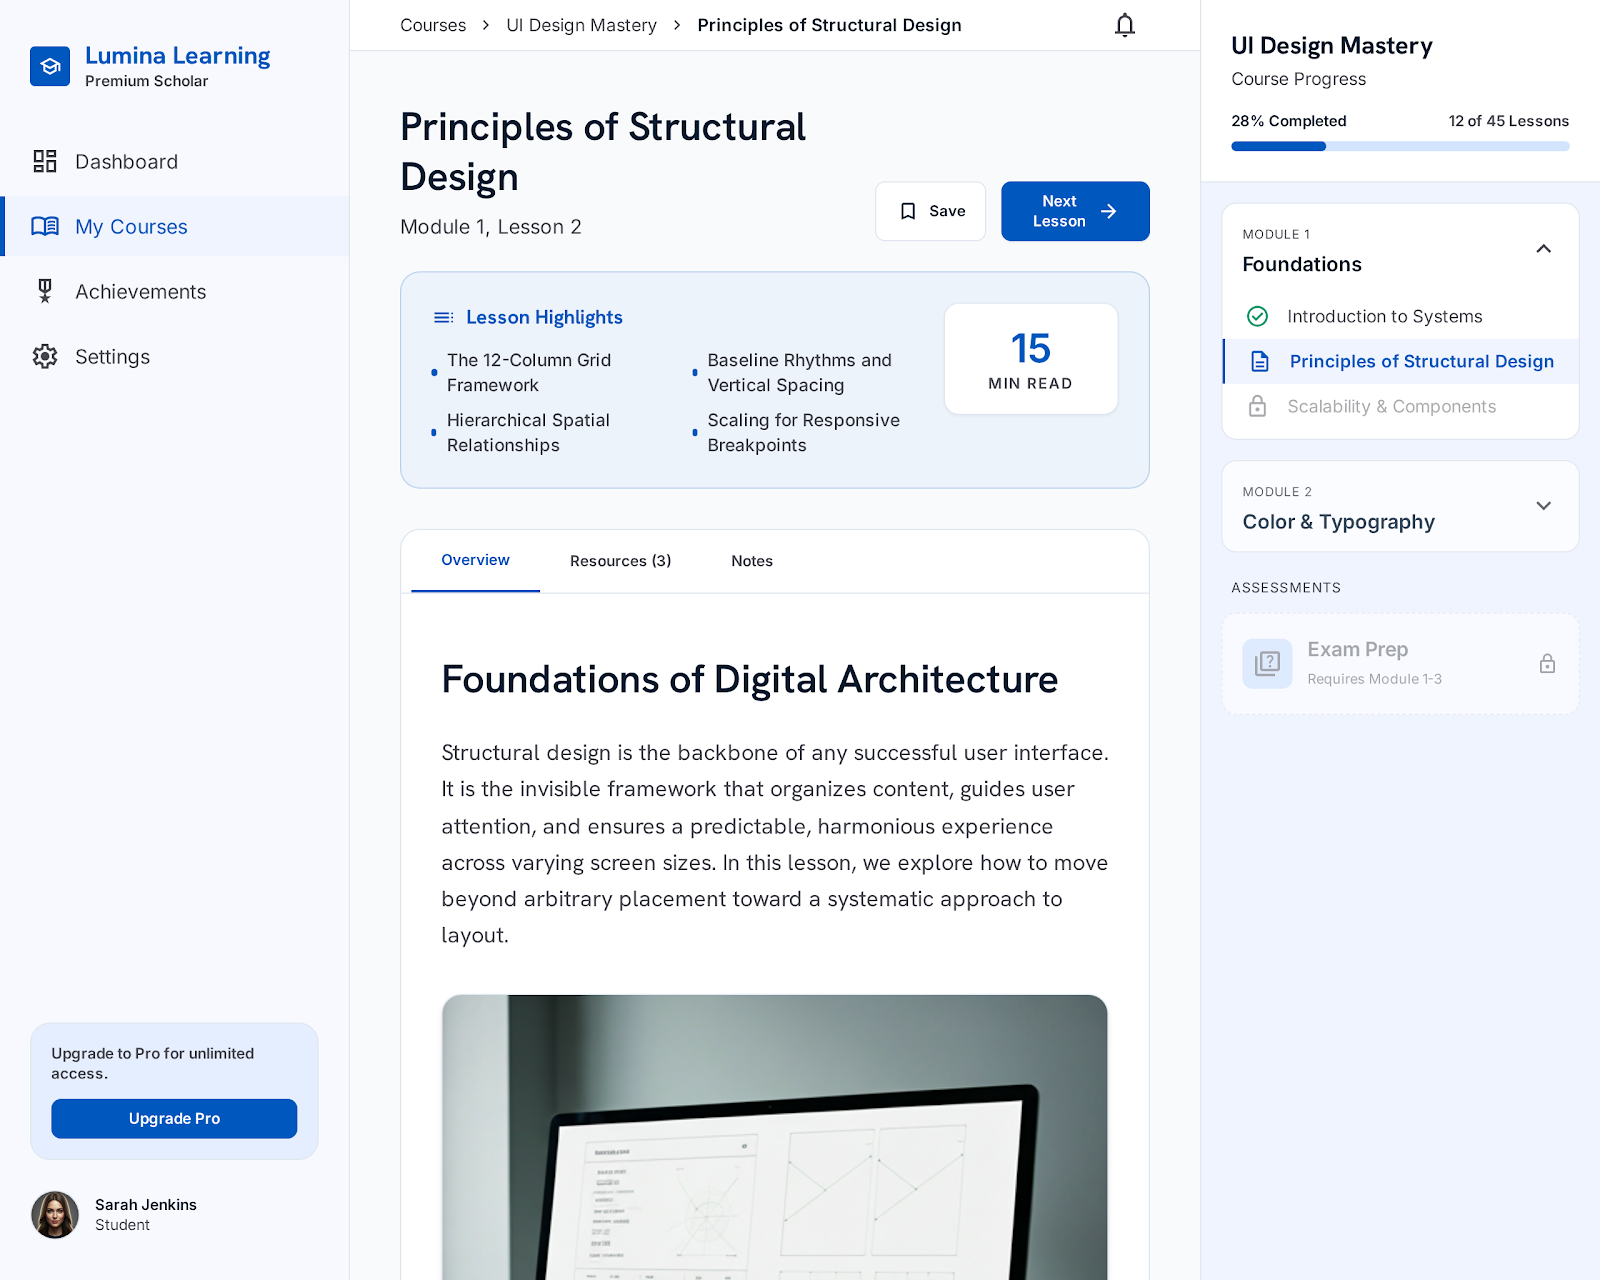 Lumina Learning
Premium Scholar
Dashboard
My Courses
Achievements
Settings
Upgrade to Pro for unlimited
access.
Upgrade Pro
Sarah Jenkins
Student
Courses > UI Design Mastery > Principles of Structural Design
Principles of Structural
Design
Module 1, Lesson 2
Save
Next
Lesson
Lesson Highlights
The 12-Column Grid
Framework
Baseline Rhythms and
Vertical Spacing
Hierarchical Spatial
Relationships
Scaling for Responsive
Breakpoints
15
MIN READ
Overview
Resources (3)
Notes
Foundations of Digital Architecture
Structural design is the backbone of any successful user interface.
It is the invisible framework that organizes content, guides user
attention, and ensures a predictable, harmonious experience
across varying screen sizes. In this lesson, we explore how to move
beyond arbitrary placement toward a systematic approach to
layout.
UI Design Mastery
Course Progress
28% Completed
12 of 45 Lessons
MODULE 1
Foundations
Introduction to Systems
Principles of Structural Design
Scalability & Components
MODULE 2
Color & Typography
ASSESSMENTS
Exam Prep
Requires Module 1-3